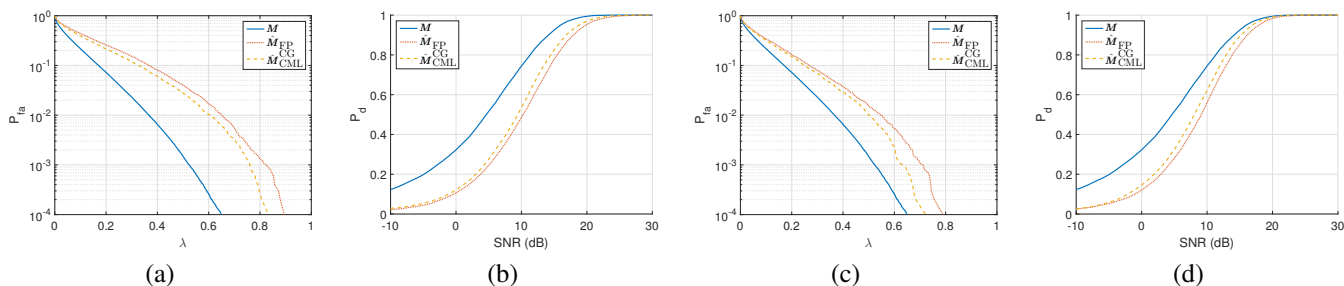 10^0
10^-1
10^-2
10^-3
10^-4
P_fa
0 0.2 0.4 0.6 0.8 1
λ
M
M̂_FP
M̂_CML^CG
(a)
1
0.8
0.6
0.4
0.2
0
P_d
-10 0 10 20 30
SNR (dB)
M
M̂_FP
M̂_CML^CG
(b)
10^0
10^-1
10^-2
10^-3
10^-4
P_fa
0 0.2 0.4 0.6 0.8 1
λ
M
M̂_FP
M̂_CML^CG
(c)
1
0.8
0.6
0.4
0.2
0
P_d
-10 0 10 20 30
SNR (dB)
M
M̂_FP
M̂_CML^CG
(d)